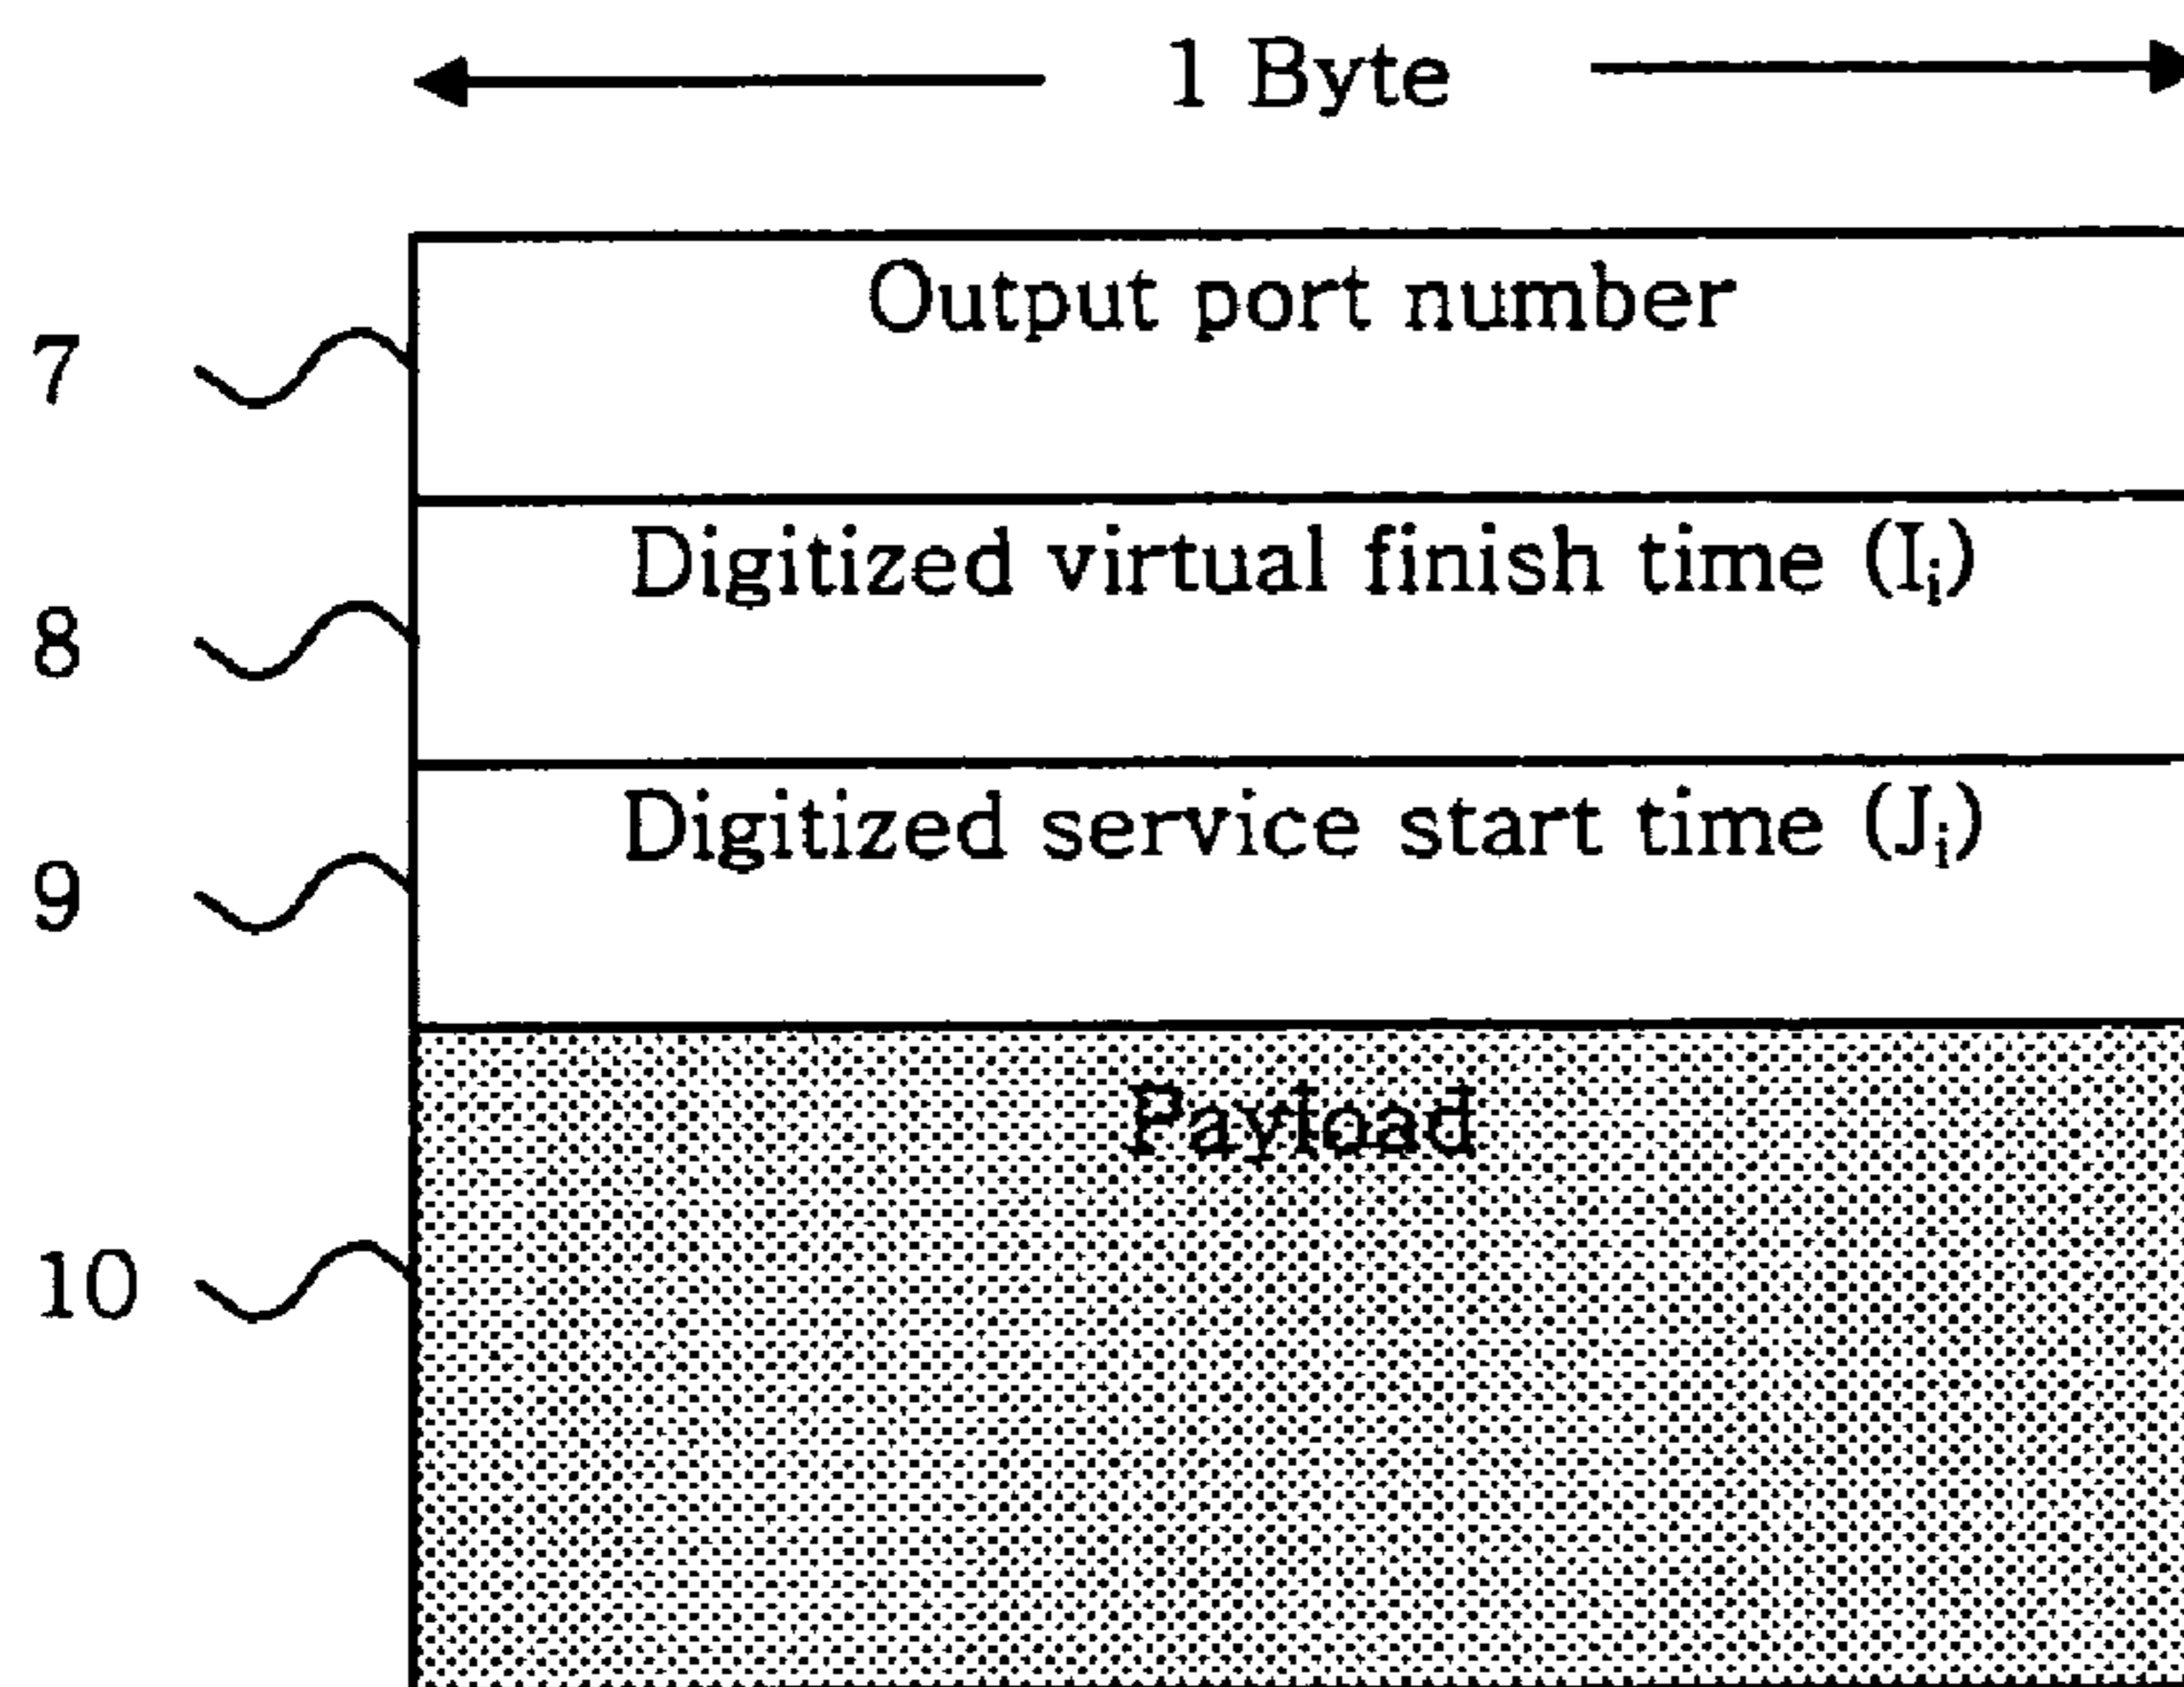 1 Byte
7
Output port number
8
Digitized virtual finish time (Iᵢ)
9
Digitized service start time (Jᵢ)
10
Payload